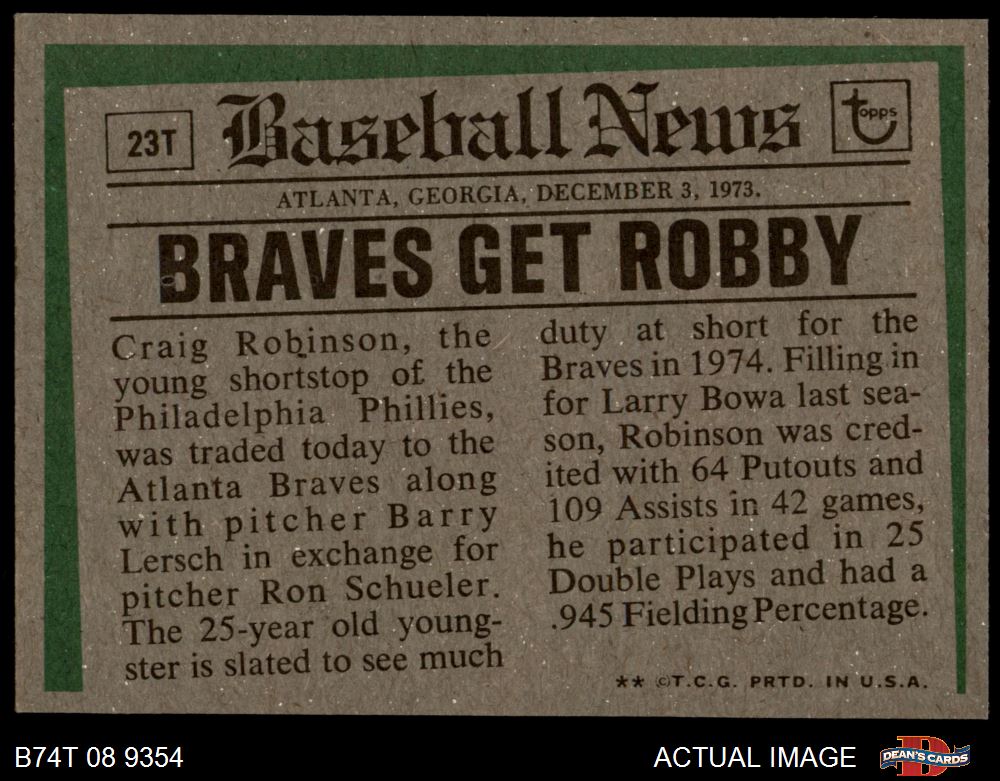 23T
Baseball News
topps
ATLANTA, GEORGIA, DECEMBER 3, 1973.
BRAVES GET ROBBY
Craig Robinson, the
young shortstop of the
Philadelphia Phillies,
was traded today to the
Atlanta Braves along
with pitcher Barry
Lersch in exchange for
pitcher Ron Schueler.
The 25-year old young-
ster is slated to see much
duty at short for the
Braves in 1974. Filling in
for Larry Bowa last sea-
son, Robinson was cred-
ited with 64 Putouts and
109 Assists in 42 games,
he participated in 25
Double Plays and had a
.945 Fielding Percentage.
** ©T.C.G. PRTD. IN U.S.A.
B74T 08 9354
ACTUAL IMAGE
DEAN'S CARDS